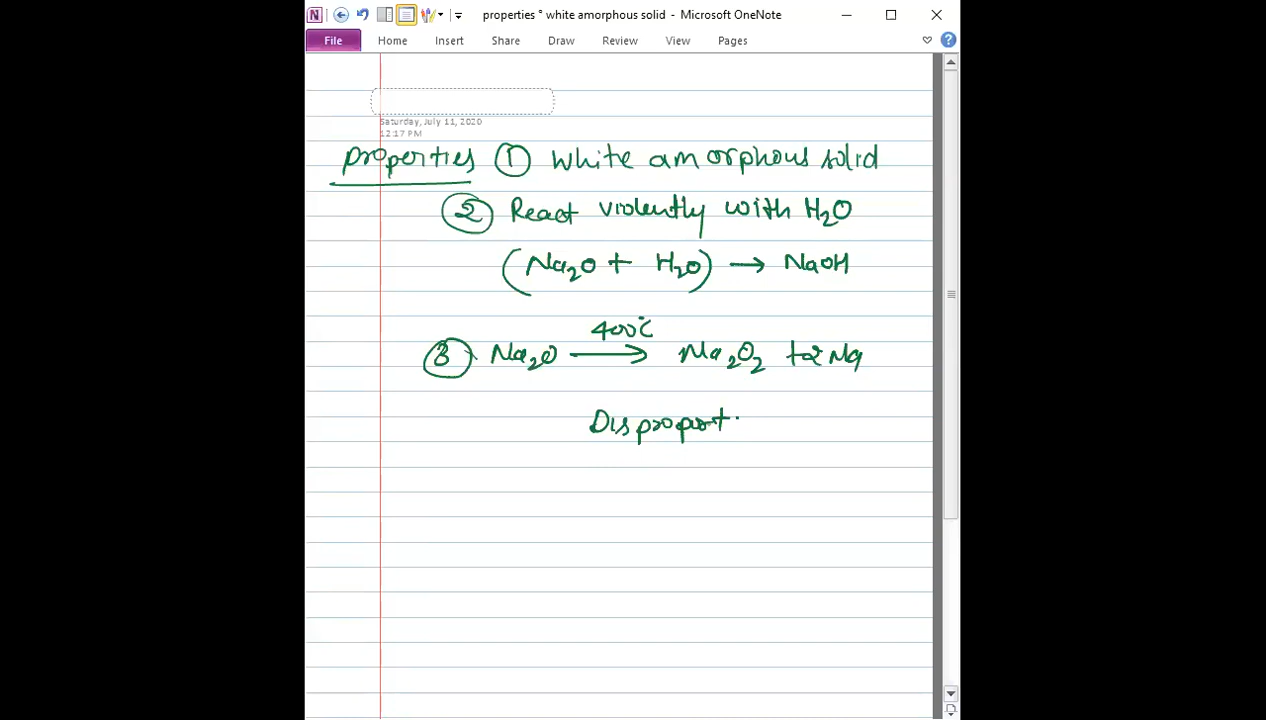 properties ° white amorphous solid - Microsoft OneNote
File Home Insert Share Draw Review View Pages
Saturday, July 11, 2020
12:17 PM
properties ① White amorphous solid
② React violently with H₂O
(Na₂O + H₂O) → NaOH
400°C
③ Na₂O → Na₂O₂ + 2Na
Disproport.